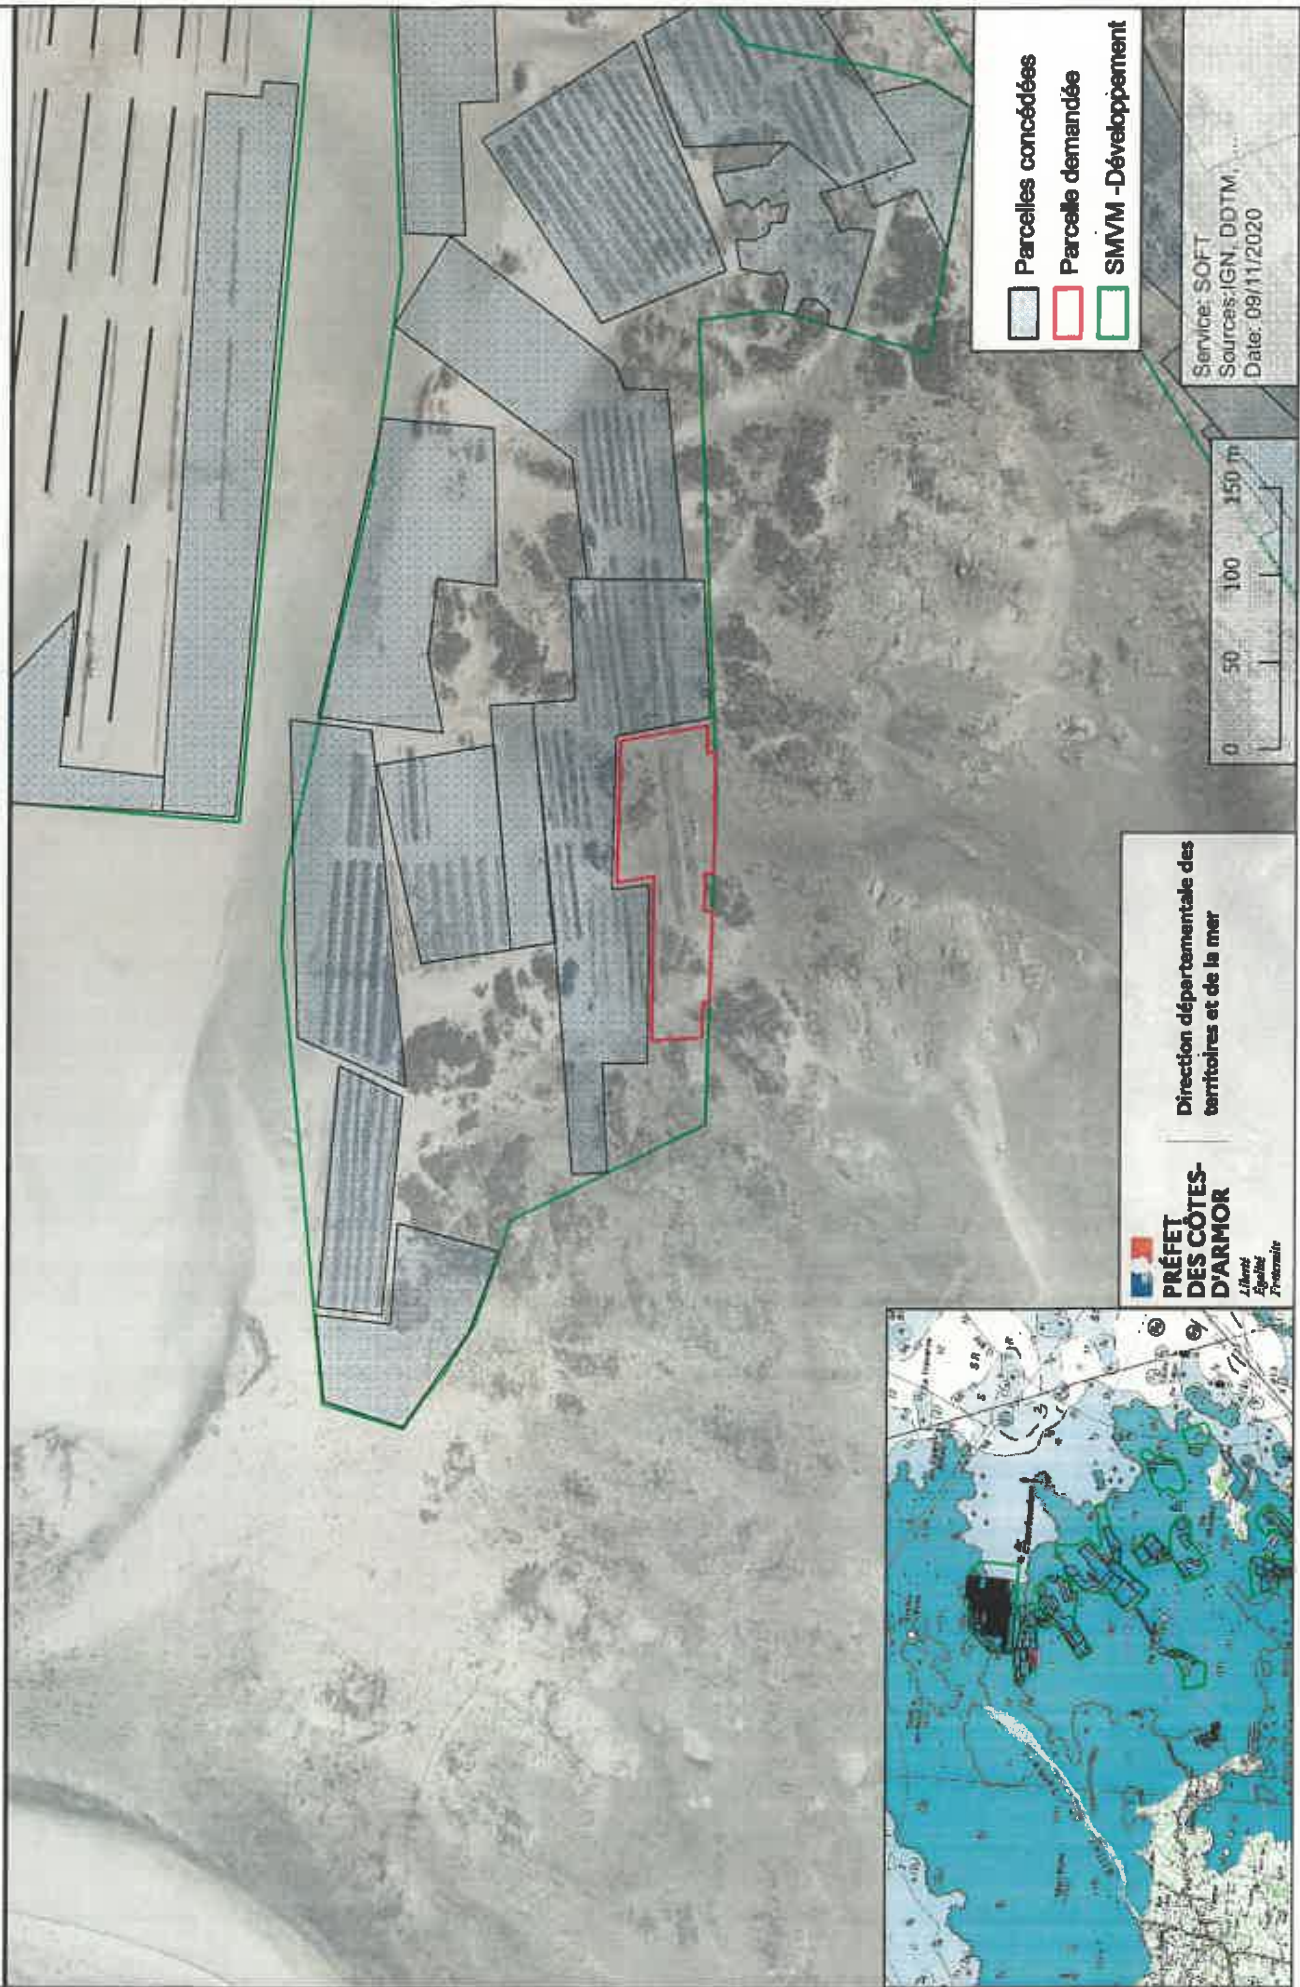 Parcelles concédées
Parcelle demandée
SMVM -Développement
Service: SOFT
Sources:IGN, DDTM,...
Date: 09/11/2020
0 50 100 150 m
Direction départementale des
territoires et de la mer
PRÉFET
DES CÔTES-
D'ARMOR
Liberté
Égalité
Fraternité